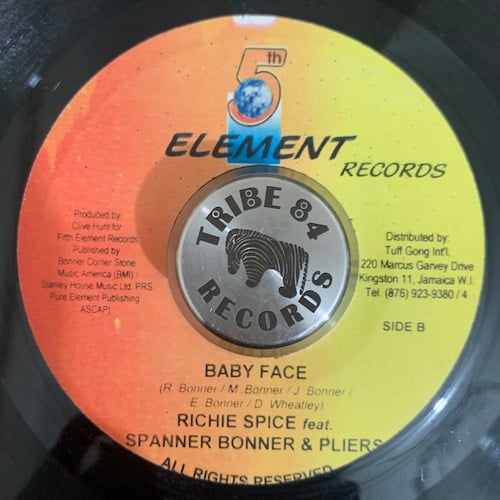 5th
ELEMENT
RECORDS
TRIBE 84
RECORDS
Produced by:
Clive Hunt for
Fifth Element Records
Published by
Bonner Corner Stone
Music America (BMI) /
Stanley House Music Ltd. PRS
Pure Element Publishing
ASCAP)
Distributed by:
Tuff Gong Int'l.
220 Marcus Garvey Drive
Kingston 11, Jamaica W.I.
Tel. (876) 923-9380 / 4
SIDE B
BABY FACE
(R. Bonner / M. Bonner / J. Bonner /
E. Bonner / D. Wheatley)
RICHIE SPICE feat.
SPANNER BONNER & PLIERS
ALL RIGHTS RESERVED